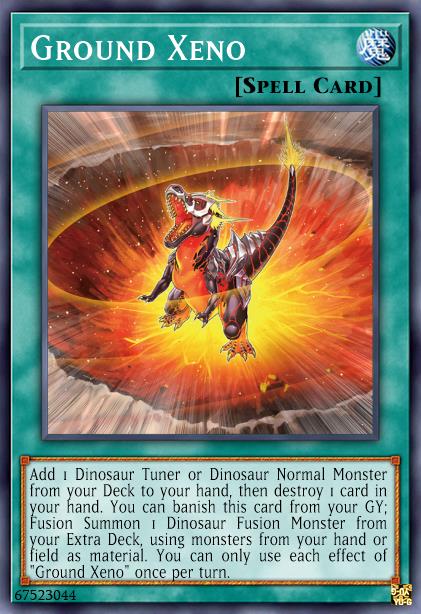 Ground Xeno
魔
[Spell Card]
Add 1 Dinosaur Tuner or Dinosaur Normal Monster
from your Deck to your hand, then destroy 1 card in
your hand. You can banish this card from your GY;
Fusion Summon 1 Dinosaur Fusion Monster from
your Extra Deck, using monsters from your hand or
field as material. You can only use each effect of
"Ground Xeno" once per turn.
67523044